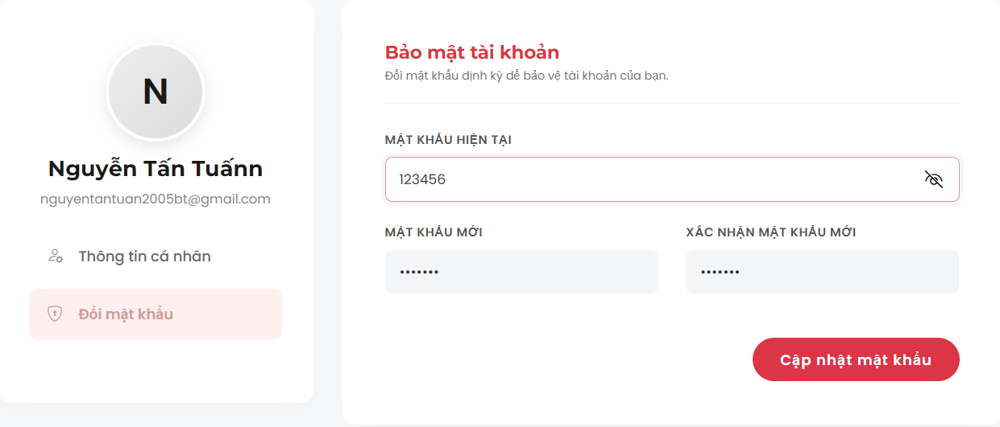 N
Nguyễn Tấn Tuấnn
nguyentantuan2005bt@gmail.com
Thông tin cá nhân
Đổi mật khẩu
Bảo mật tài khoản
Đổi mật khẩu định kỳ để bảo vệ tài khoản của bạn.
MẬT KHẨU HIỆN TẠI
123456
MẬT KHẨU MỚI
•••••••
XÁC NHẬN MẬT KHẨU MỚI
•••••••
Cập nhật mật khẩu